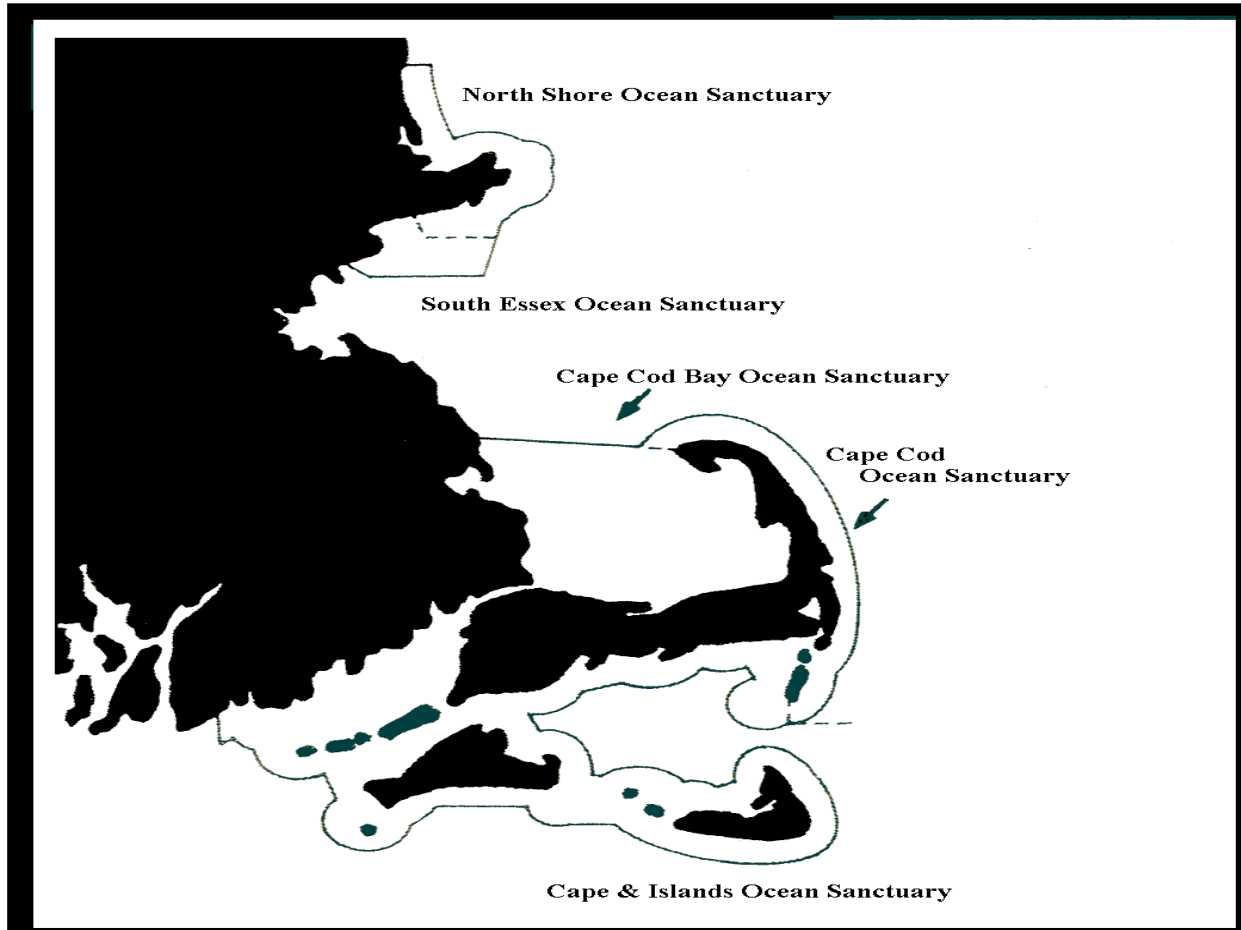 North Shore Ocean Sanctuary
South Essex Ocean Sanctuary
Cape Cod Bay Ocean Sanctuary
Cape Cod
Ocean Sanctuary
Cape & Islands Ocean Sanctuary